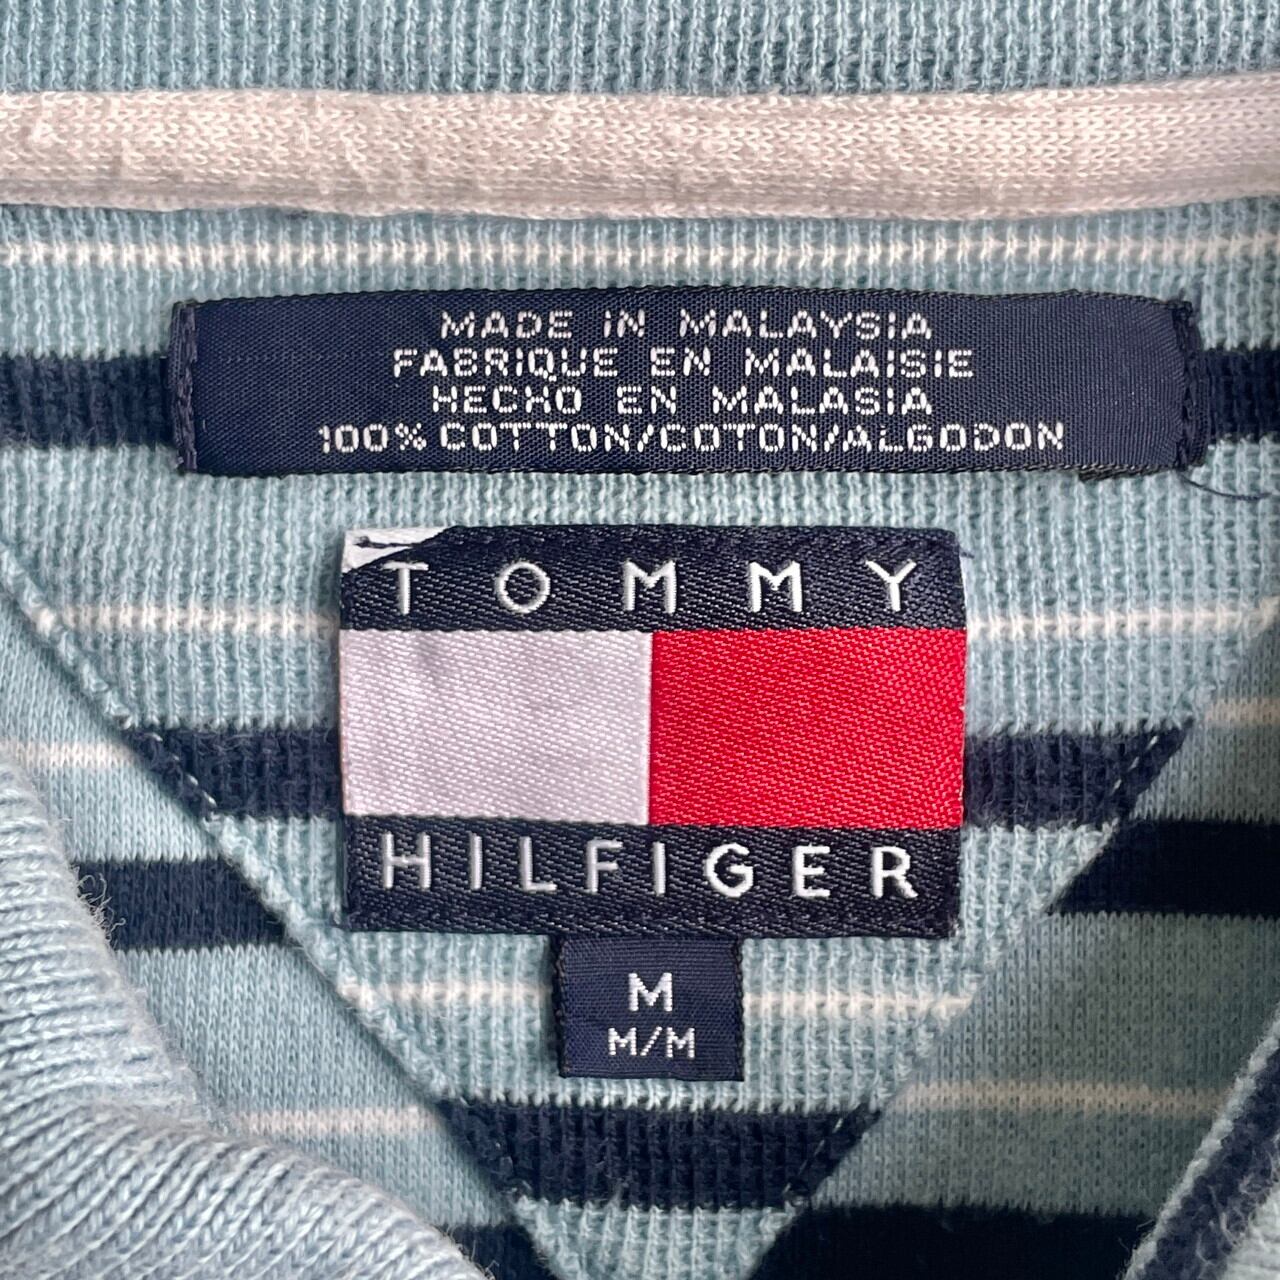 MADE IN MALAYSIA
FABRIQUE EN MALAISIE
HECHO EN MALASIA
100% COTTON/COTON/ALGODON
TOMMY
HILFIGER
M
M/M